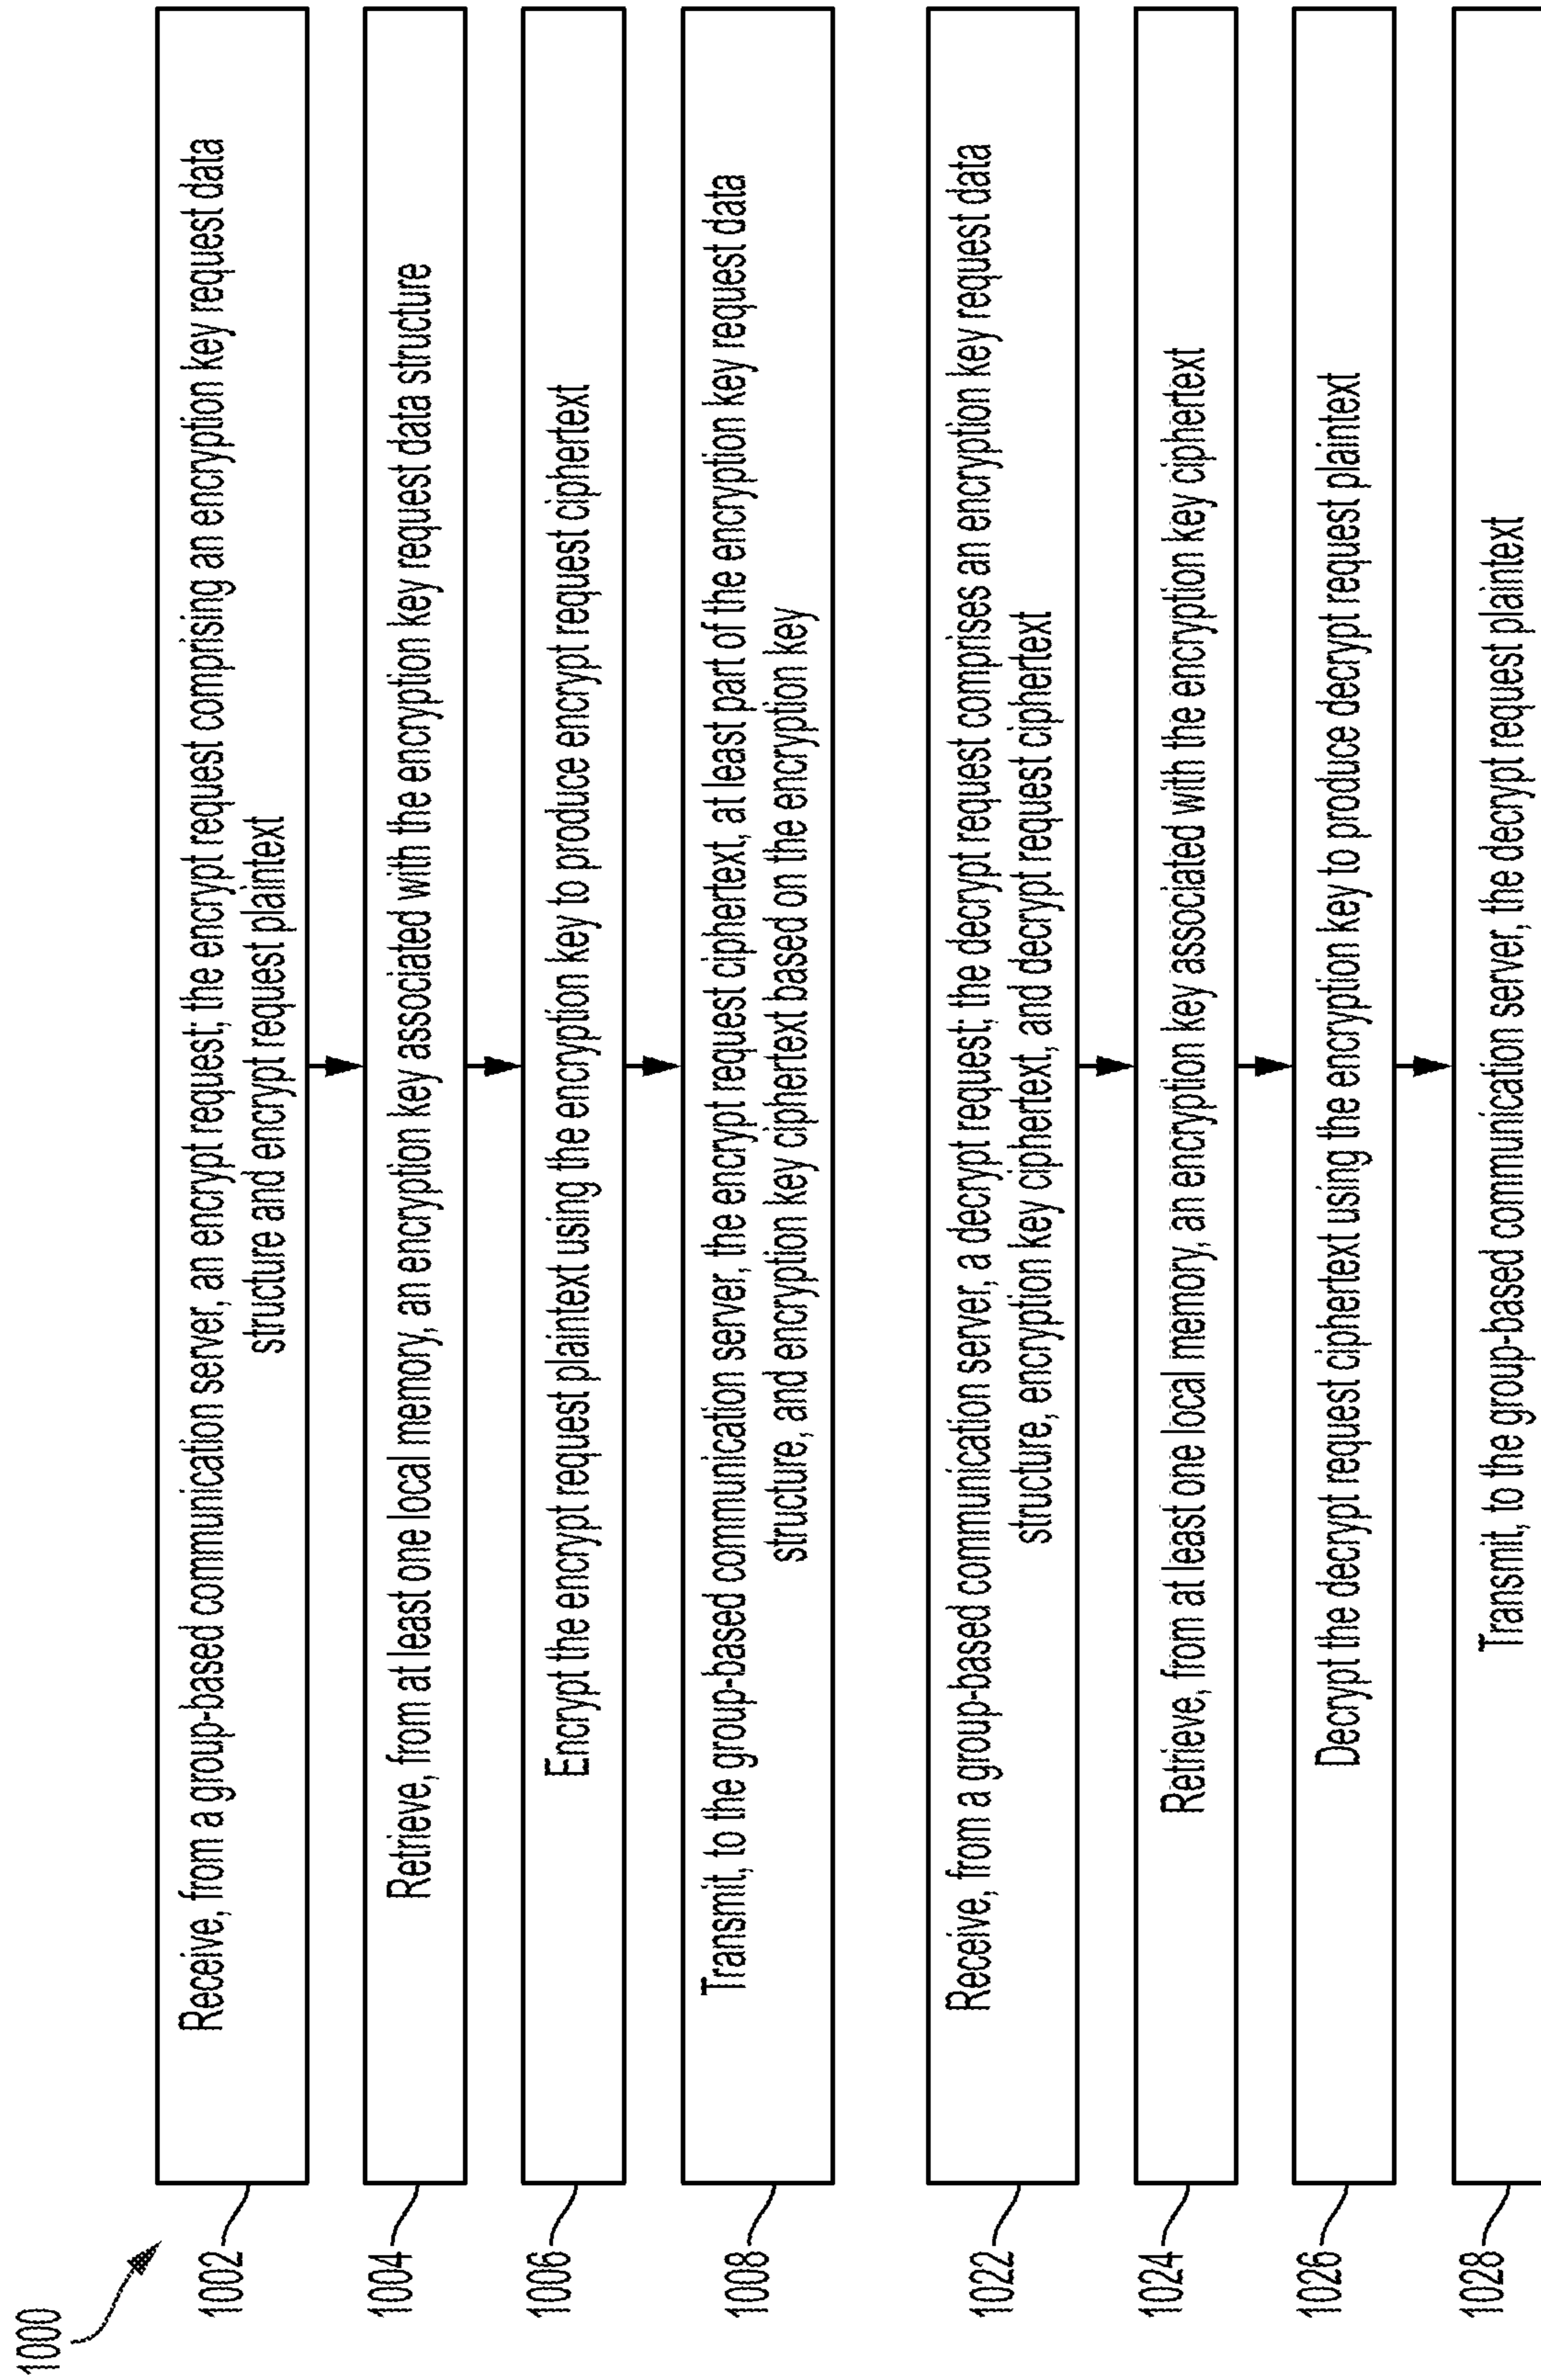 1000
1002
Receive, from a group-based communication server, an encrypt request; the encrypt request comprising an encryption key request data
structure and encrypt request plaintext
1004
Retrieve, from at least one local memory, an encryption key associated with the encryption key request data structure
1006
Encrypt the encrypt request plaintext using the encryption key to produce encrypt request ciphertext
1008
Transmit, to the group-based communication server, the encrypt request ciphertext, at least part of the encryption key request data
structure, and encryption key ciphertext based on the encryption key
1022
Receive, from a group-based communication server, a decrypt request; the decrypt request comprises an encryption key request data
structure, encryption key ciphertext, and decrypt request ciphertext
1024
Retrieve, from at least one local memory, an encryption key associated with the encryption key ciphertext
1026
Decrypt the decrypt request ciphertext using the encryption key to produce decrypt request plaintext
1028
Transmit, to the group-based communication server, the decrypt request plaintext